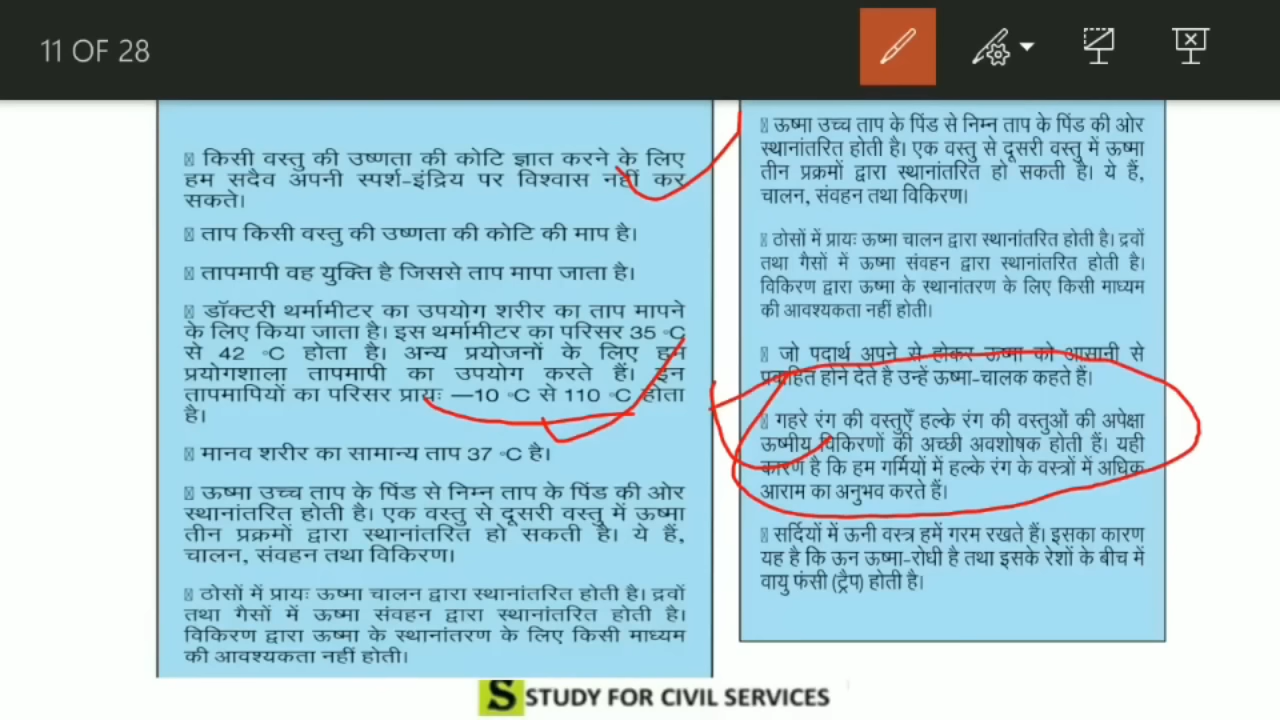 11 OF 28
किसी वस्तु की उष्णता की कोटि ज्ञात करने के लिए
हम सदैव अपनी स्पर्श-इंद्रिय पर विश्वास नहीं कर
सकते।
ताप किसी वस्तु की उष्णता की कोटि की माप है।
तापमापी वह युक्ति है जिससे ताप मापा जाता है।
डॉक्टरी थर्मामीटर का उपयोग शरीर का ताप मापने
के लिए किया जाता है। इस थर्मामीटर का परिसर 35 °C
से 42 °C होता है। अन्य प्रयोजनों के लिए हम
प्रयोगशाला तापमापी का उपयोग करते हैं। इन
तापमापियों का परिसर प्रायः —10 °C से 110 °C होता
है।
मानव शरीर का सामान्य ताप 37 °C है।
ऊष्मा उच्च ताप के पिंड से निम्न ताप के पिंड की ओर
स्थानांतरित होती है। एक वस्तु से दूसरी वस्तु में ऊष्मा
तीन प्रक्रमों द्वारा स्थानांतरित हो सकती है। ये हैं,
चालन, संवहन तथा विकिरण।
ठोसों में प्रायः ऊष्मा चालन द्वारा स्थानांतरित होती है। द्रवों
तथा गैसों में ऊष्मा संवहन द्वारा स्थानांतरित होती है।
विकिरण द्वारा ऊष्मा के स्थानांतरण के लिए किसी माध्यम
की आवश्यकता नहीं होती।
ऊष्मा उच्च ताप के पिंड से निम्न ताप के पिंड की ओर
स्थानांतरित होती है। एक वस्तु से दूसरी वस्तु में ऊष्मा
तीन प्रक्रमों द्वारा स्थानांतरित हो सकती है। ये हैं,
चालन, संवहन तथा विकिरण।
ठोसों में प्रायः ऊष्मा चालन द्वारा स्थानांतरित होती है। द्रवों
तथा गैसों में ऊष्मा संवहन द्वारा स्थानांतरित होती है।
विकिरण द्वारा ऊष्मा के स्थानांतरण के लिए किसी माध्यम
की आवश्यकता नहीं होती।
जो पदार्थ अपने से होकर ऊष्मा को आसानी से
प्रवाहित होने देते है उन्हें ऊष्मा-चालक कहते हैं।
गहरे रंग की वस्तुएँ हल्के रंग की वस्तुओं की अपेक्षा
ऊष्मीय विकिरणों की अच्छी अवशोषक होती हैं। यही
कारण है कि हम गर्मियों में हल्के रंग के वस्त्रों में अधिक
आराम का अनुभव करते हैं।
सर्दियों में ऊनी वस्त्र हमें गरम रखते हैं। इसका कारण
यह है कि ऊन ऊष्मा-रोधी है तथा इसके रेशों के बीच में
वायु फंसी (ट्रैप) होती है।
S STUDY FOR CIVIL SERVICES